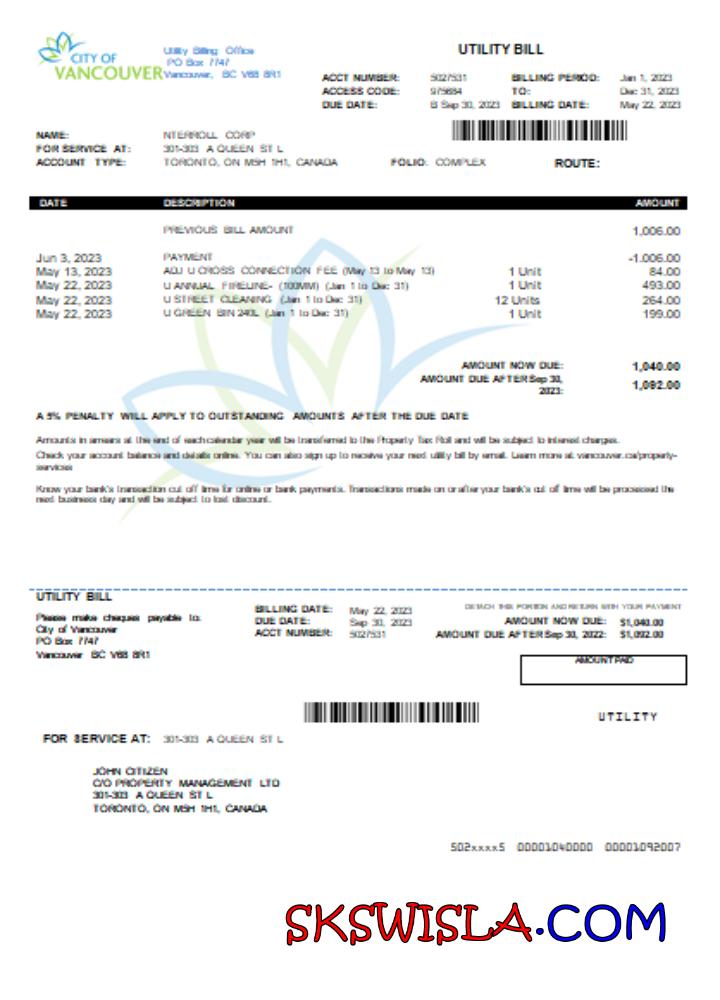 CITY OF
VANCOUVER
Utility Billing Office
PO Box 7747
Vancouver, BC V6B 8R1
UTILITY BILL
ACCT NUMBER: 5027531 BILLING PERIOD: Jan 1, 2023
ACCESS CODE: 975684 TO: Dec 31, 2023
DUE DATE: B Sep 30, 2023 BILLING DATE: May 22, 2023
NAME: NTERROLL CORP
FOR SERVICE AT: 301-303 A QUEEN ST L
ACCOUNT TYPE: TORONTO, ON M5H 1H1, CANADA FOLIO: COMPLEX ROUTE:
DATE DESCRIPTION AMOUNT
PREVIOUS BILL AMOUNT 1,006.00
Jun 3, 2023 PAYMENT -1.006.00
May 13, 2023 ADJ U CROSS CONNECTION FEE (May 13 to May 13) 1 Unit 84.00
May 22, 2023 U ANNUAL FIRELINE- (100MM) (Jan 1 to Dec 31) 1 Unit 493.00
May 22, 2023 U STREET CLEANING (Jan 1 to Dec 31) 12 Units 264.00
May 22, 2023 U GREEN BIN 240L (Jan 1 to Dec 31) 1 Unit 199.00
AMOUNT NOW DUE: 1,040.00
AMOUNT DUE AFTER Sep 30,
2023: 1,092.00
A 5% PENALTY WILL APPLY TO OUTSTANDING AMOUNTS AFTER THE DUE DATE
Amounts in arrears at the end of each calendar year will be transferred to the Property Tax Roll and will be subject to interest charges.
Check your account balance and details online. You can also sign up to receive your next utility bill by email. Learn more at vancouver.ca/property-
services
Know your bank's transaction cut off time for online or bank payments. Transactions made on or after your bank's cut of time will be processed the
next business day and will be subject to lost discount.
UTILITY BILL
Please make cheques payable to:
City of Vancouver
PO Box 7747
Vancouver BC V6B 8R1
BILLING DATE: May 22, 2023
DUE DATE: Sep 30, 2023
ACCT NUMBER: 5027531
DETACH THIS PORTION AND RETURN WITH YOUR PAYMENT
AMOUNT NOW DUE: $1,040.00
AMOUNT DUE AFTER Sep 30, 2022: $1,092.00
AMOUNT PAID
UTILITY
FOR SERVICE AT: 301-303 A QUEEN ST L
JOHN CITIZEN
C/O PROPERTY MANAGEMENT LTD
301-303 A QUEEN ST L
TORONTO, ON M5H 1H1, CANADA
502xxxx5 00001040000 00001092007
SKSWISLA.COM